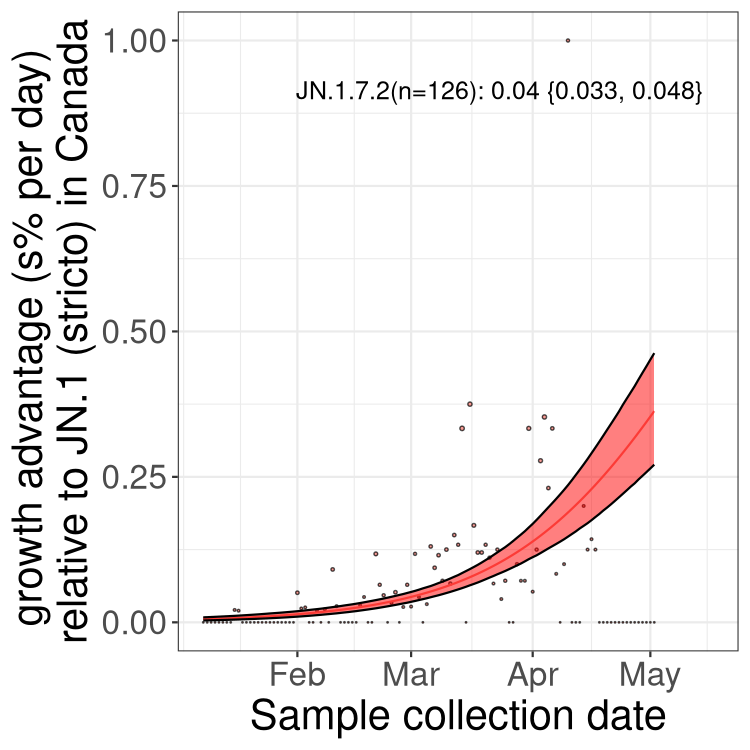 growth advantage (s% per day)
relative to JN.1 (stricto) in Canada
1.00
JN.1.7.2(n=126): 0.04 {0.033, 0.048}
0.75
0.50
0.25
0.00
Feb Mar Apr May
Sample collection date